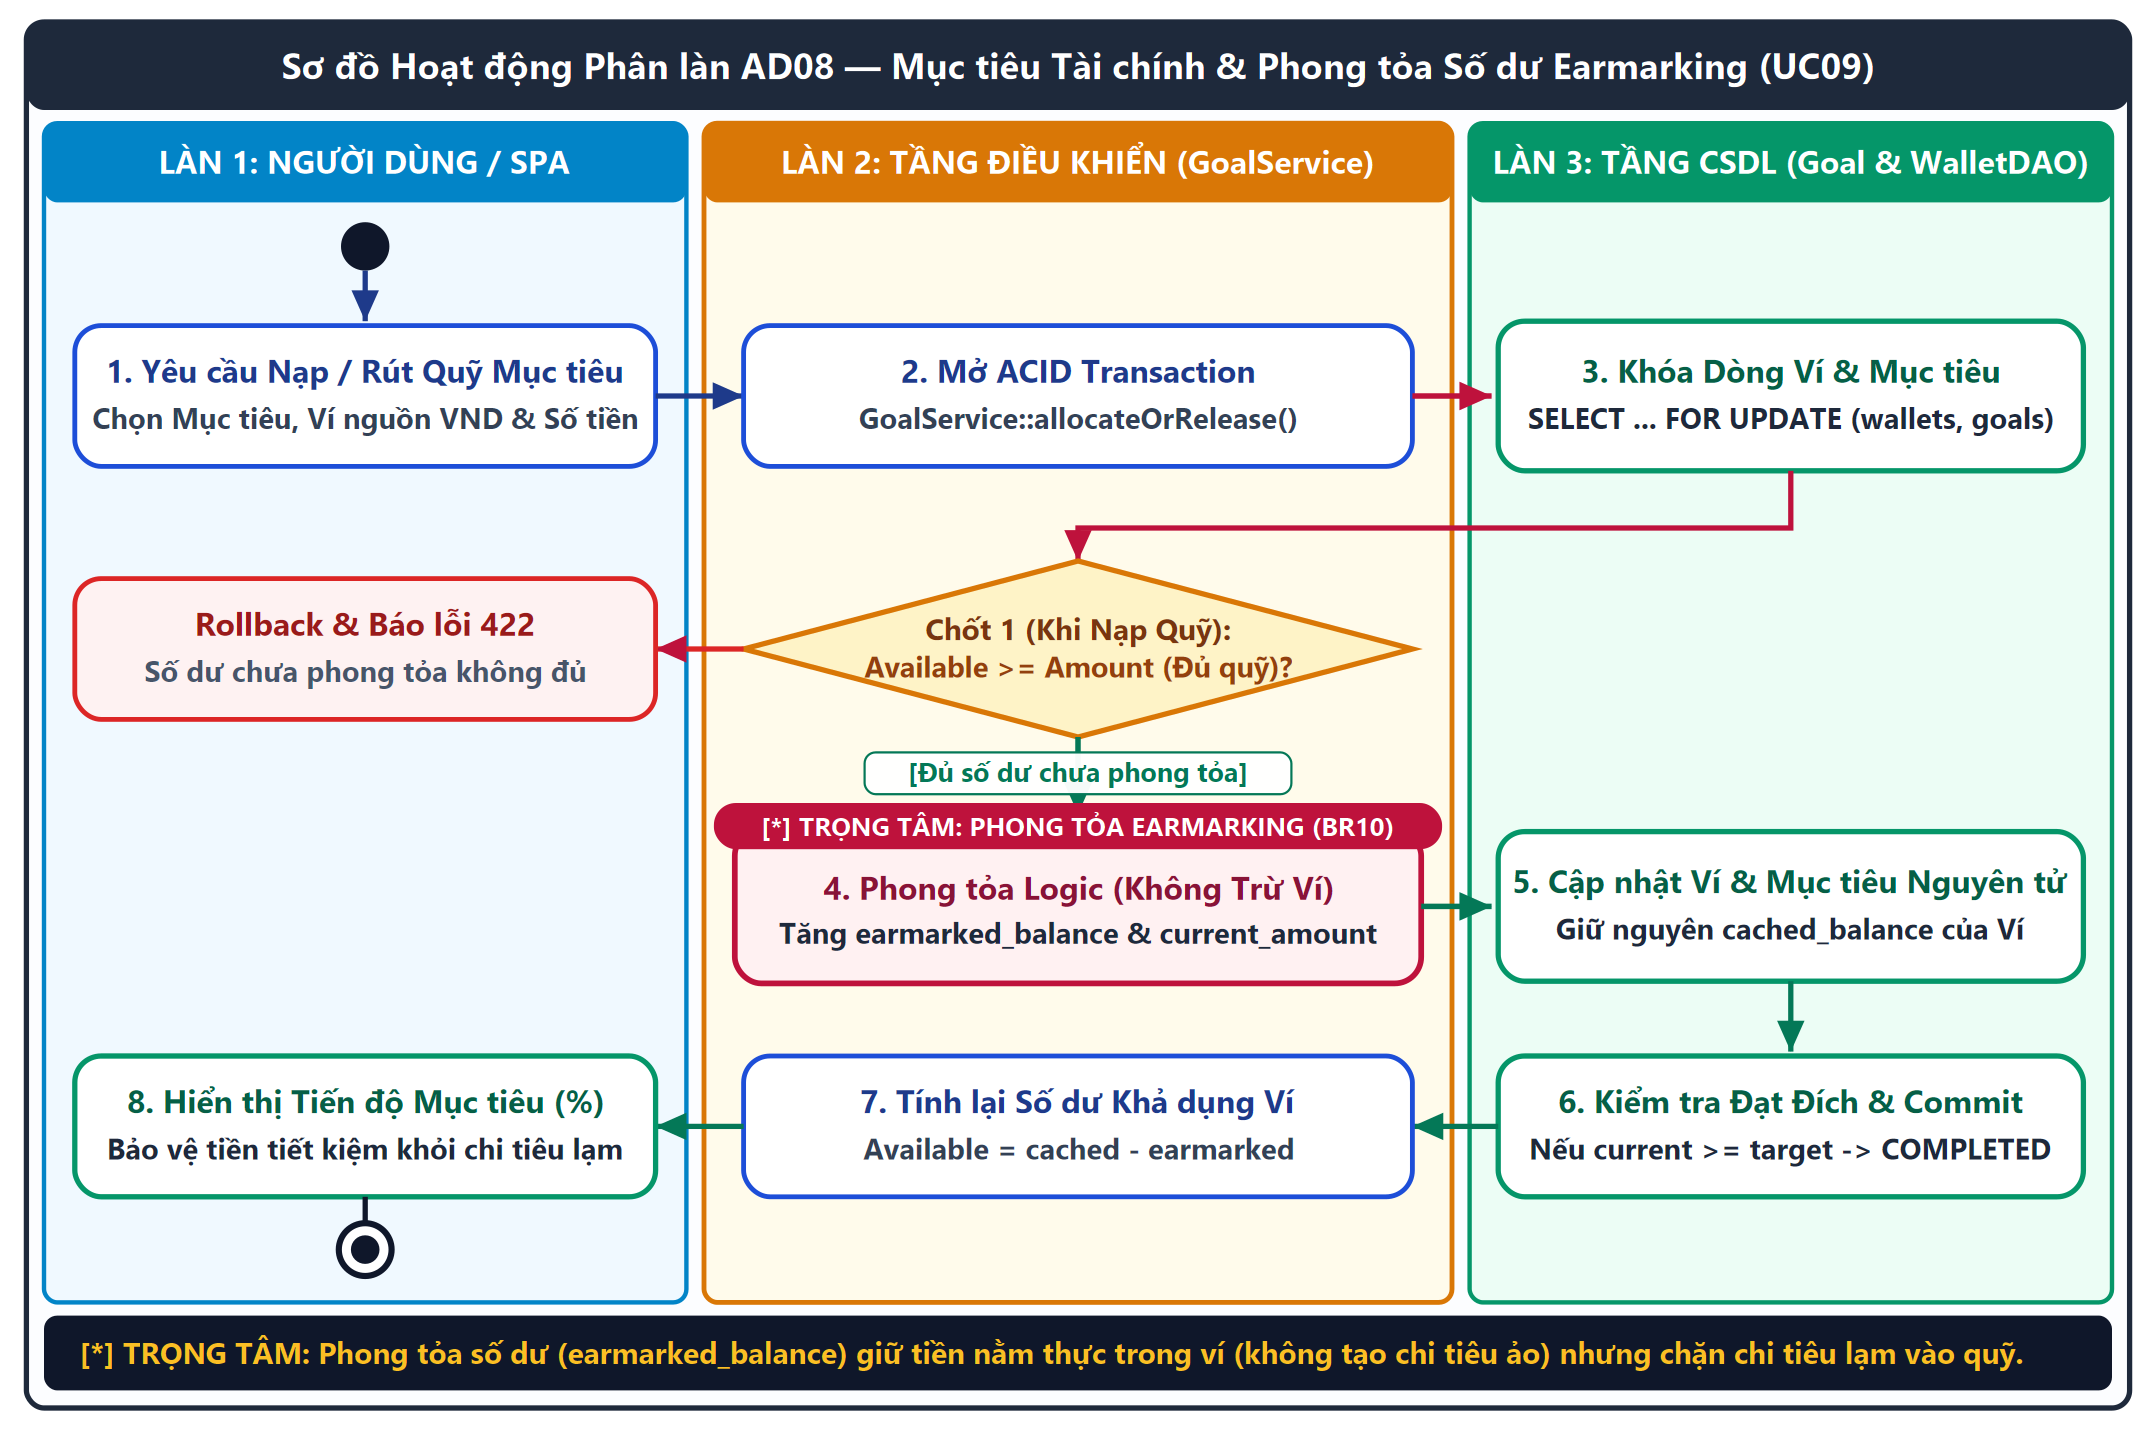 Sơ đồ Hoạt động Phân làn AD08 — Mục tiêu Tài chính & Phong tỏa Số dư Earmarking (UC09)
LÀN 1: NGƯỜI DÙNG / SPA
LÀN 2: TẦNG ĐIỀU KHIỂN (GoalService)
LÀN 3: TẦNG CSDL (Goal & WalletDAO)
1. Yêu cầu Nạp / Rút Quỹ Mục tiêu
Chọn Mục tiêu, Ví nguồn VND & Số tiền
2. Mở ACID Transaction
GoalService::allocateOrRelease()
3. Khóa Dòng Ví & Mục tiêu
SELECT ... FOR UPDATE (wallets, goals)
Rollback & Báo lỗi 422
Số dư chưa phong tỏa không đủ
Chốt 1 (Khi Nạp Quỹ):
Available >= Amount (Đủ quỹ)?
[Đủ số dư chưa phong tỏa]
[*] TRỌNG TÂM: PHONG TỎA EARMARKING (BR10)
4. Phong tỏa Logic (Không Trừ Ví)
Tăng earmarked_balance & current_amount
5. Cập nhật Ví & Mục tiêu Nguyên tử
Giữ nguyên cached_balance của Ví
8. Hiển thị Tiến độ Mục tiêu (%)
Bảo vệ tiền tiết kiệm khỏi chi tiêu lạm
7. Tính lại Số dư Khả dụng Ví
Available = cached - earmarked
6. Kiểm tra Đạt Đích & Commit
Nếu current >= target -> COMPLETED
[*] TRỌNG TÂM: Phong tỏa số dư (earmarked_balance) giữ tiền nằm thực trong ví (không tạo chi tiêu ảo) nhưng chặn chi tiêu lạm vào quỹ.